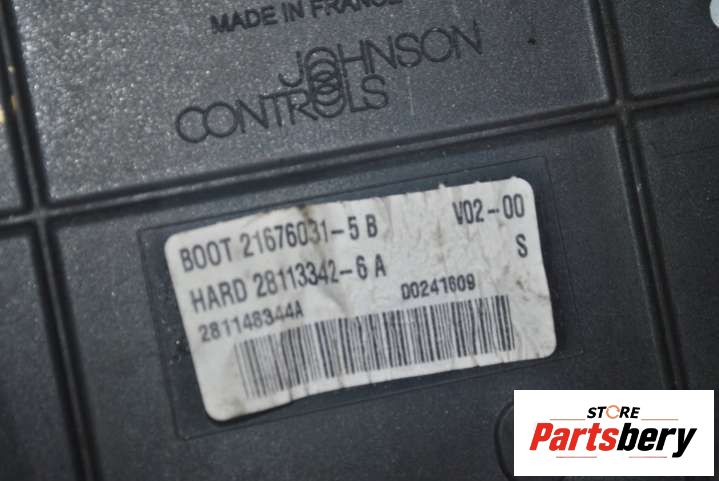 MADE IN FRANCE
JOHNSON
CONTROLS
BOOT 21676031-5 B V02-00
HARD 28113342-6 A S
281148344A D0241609
STORE
Partsbery